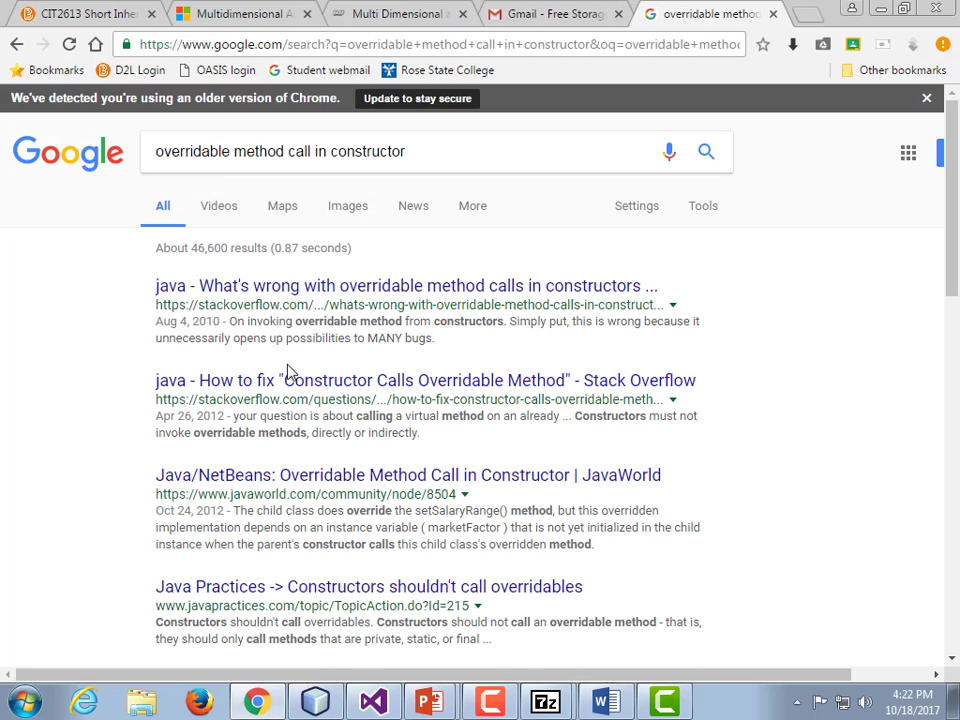 CIT2613 Short Inhe
Multidimensional A
Multi Dimensional a
Gmail - Free Storag
overridable metho
https://www.google.com/search?q=overridable+method+call+in+constructor&oq=overridable+metho
Bookmarks
D2L Login
OASIS login
Student webmail
Rose State College
Other bookmarks
We've detected you're using an older version of Chrome.
Update to stay secure
Google
overridable method call in constructor
All
Videos
Maps
Images
News
More
Settings
Tools
About 46,600 results (0.87 seconds)
java - What's wrong with overridable method calls in constructors ...
https://stackoverflow.com/.../whats-wrong-with-overridable-method-calls-in-construct...
Aug 4, 2010 - On invoking overridable method from constructors. Simply put, this is wrong because it
unnecessarily opens up possibilities to MANY bugs.
java - How to fix "Constructor Calls Overridable Method" - Stack Overflow
https://stackoverflow.com/questions/.../how-to-fix-constructor-calls-overridable-meth...
Apr 26, 2012 - your question is about calling a virtual method on an already ... Constructors must not
invoke overridable methods, directly or indirectly.
Java/NetBeans: Overridable Method Call in Constructor | JavaWorld
https://www.javaworld.com/community/node/8504
Oct 24, 2012 - The child class does override the setSalaryRange() method, but this overridden
implementation depends on an instance variable ( marketFactor ) that is not yet initialized in the child
instance when the parent's constructor calls this child class's overridden method.
Java Practices -> Constructors shouldn't call overridables
www.javapractices.com/topic/TopicAction.do?Id=215
Constructors shouldn't call overridables. Constructors should not call an overridable method - that is,
they should only call methods that are private, static, or final ...
4:22 PM
10/18/2017